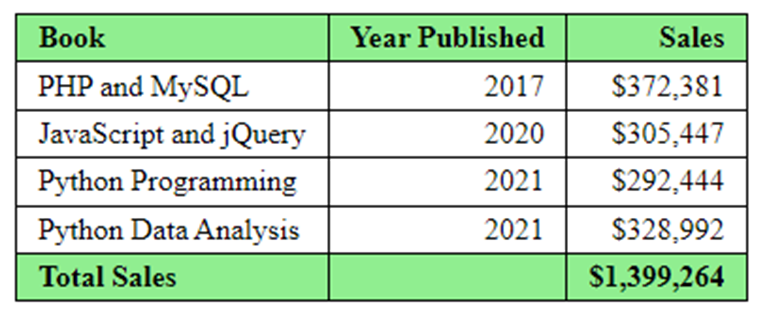 Book Year Published Sales
PHP and MySQL 2017 $372,381
JavaScript and jQuery 2020 $305,447
Python Programming 2021 $292,444
Python Data Analysis 2021 $328,992
Total Sales $1,399,264